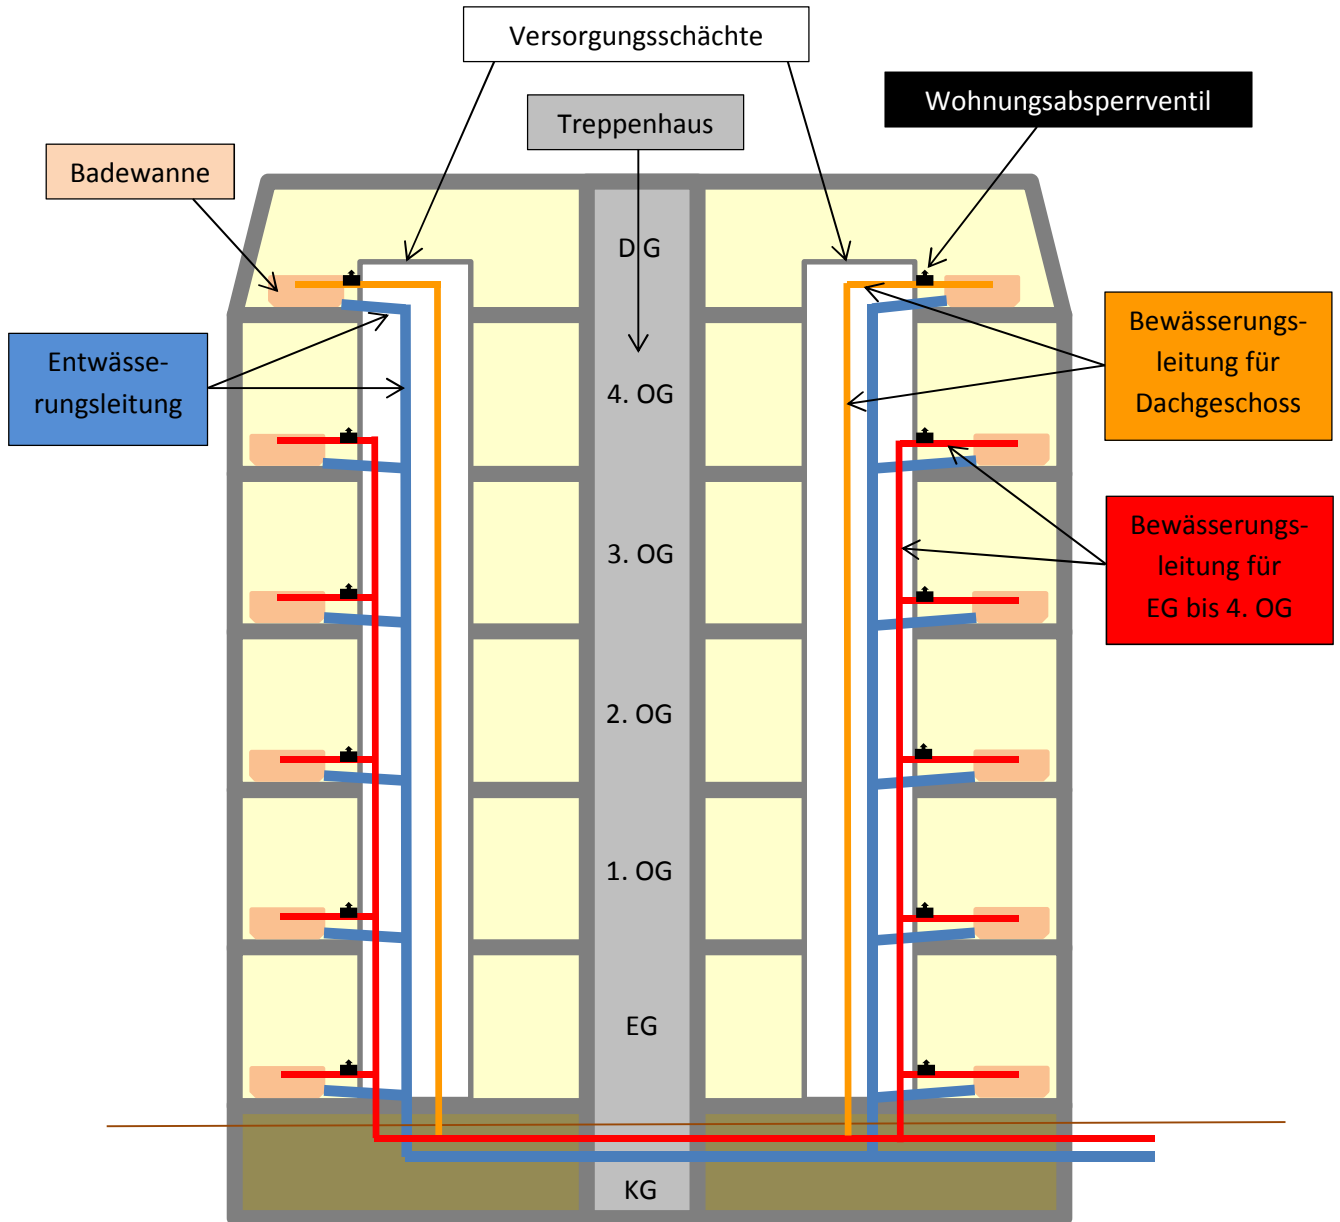 Versorgungsschächte
Wohnungsabsperrventil
Treppenhaus
Badewanne
DG
Entwässe-
rungsleitung
Bewässerungs-
leitung für
Dachgeschoss
4. OG
Bewässerungs-
leitung für
EG bis 4. OG
3. OG
2. OG
1. OG
EG
KG